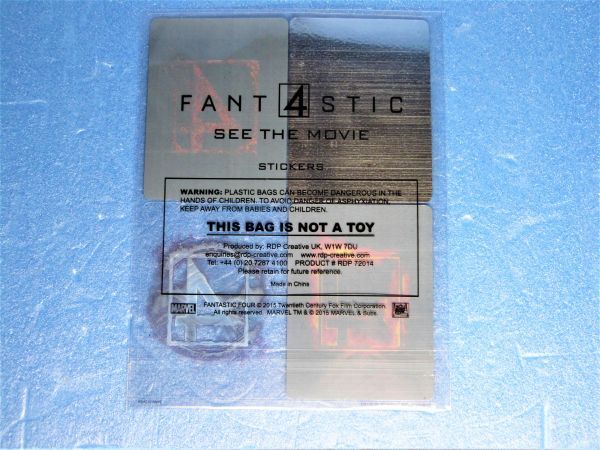 FANT4STIC
SEE THE MOVIE
STICKERS
WARNING: PLASTIC BAGS CAN BECOME DANGEROUS IN THE
HANDS OF CHILDREN. TO AVOID DANGER OF ASPHYXIATION
KEEP AWAY FROM BABIES AND CHILDREN.
THIS BAG IS NOT A TOY
Produced by: RDP Creative UK, W1W 7DU
enquiries@rdp-creative.com www.rdp-creative.com
Tel: +44 (0) 20 7287 4100 PRODUCT # RDP 72014
Please retain for future reference.
Made in China
MARVEL
FANTASTIC FOUR © 2015 Twentieth Century Fox Film Corporation.
All rights reserved. MARVEL TM & © 2015 MARVEL & Subs.